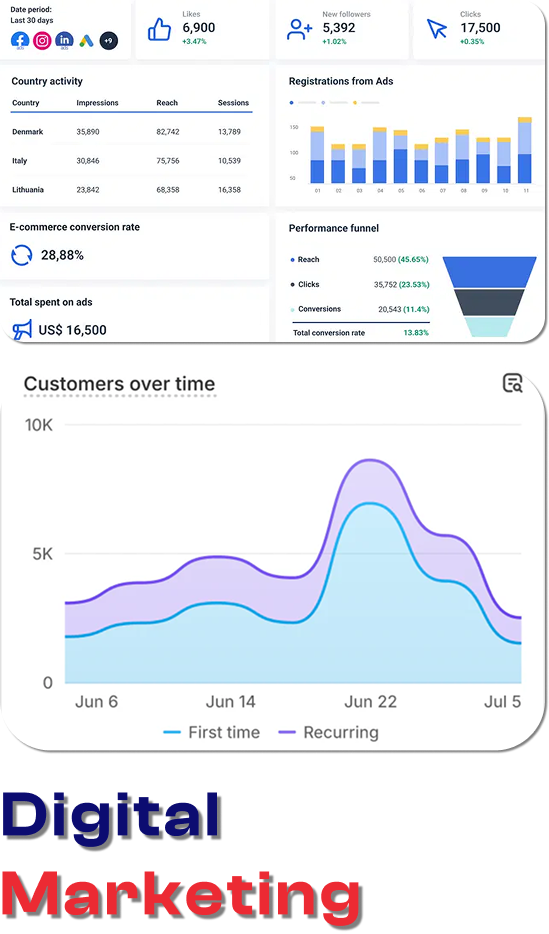 Date period:
Last 30 days
ads
in
ads
+9
Likes
6,900
+3.47%
New followers
5,392
+1.02%
Clicks
17,500
+0.35%
Country activity
Country Impressions Reach Sessions
Denmark 35,890 82,742 13,789
Italy 30,846 75,756 10,539
Lithuania 23,842 68,358 16,358
Registrations from Ads
150
100
50
01 02 03 04 05 06 07 08 09 10 11
E-commerce conversion rate
28,88%
Total spent on ads
US$ 16,500
Performance funnel
Reach 50,500 (45.65%)
Clicks 35,752 (23.53%)
Conversions 20,543 (11.4%)
Total conversion rate 13.83%
Customers over time
10K
5K
0
Jun 6 Jun 14 Jun 22 Jul 5
First time Recurring
Digital
Marketing